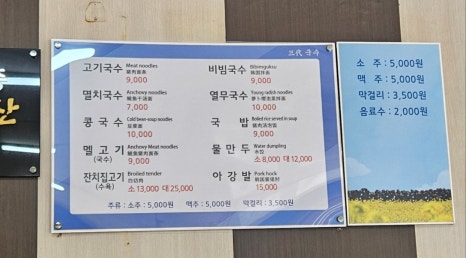 三代 국수
고기국수 Meat noodles
9,000
멸치국수 Anchovy noodles
7,000
콩국수 Cold bean-soup noodles
10,000
멜고기 Anchovy Meat noodles
(국수)
9,000
잔치집고기 Broiled tender
(수육) 소 13,000 대 25,000
비빔국수 Bibimguksu
9,000
열무국수 Young radish noodles
10,000
국밥 Boiled rice served in soup
9,000
물만두 Water dumpling
水饺
소 8,000 대 12,000
아강발 Pork hock
15,000
주류 : 소주 : 5,000원 맥주 : 5,000원 막걸리 : 3,500원
소 주 : 5,000원
맥 주 : 5,000원
막걸리 : 3,500원
음료수 : 2,000원
산